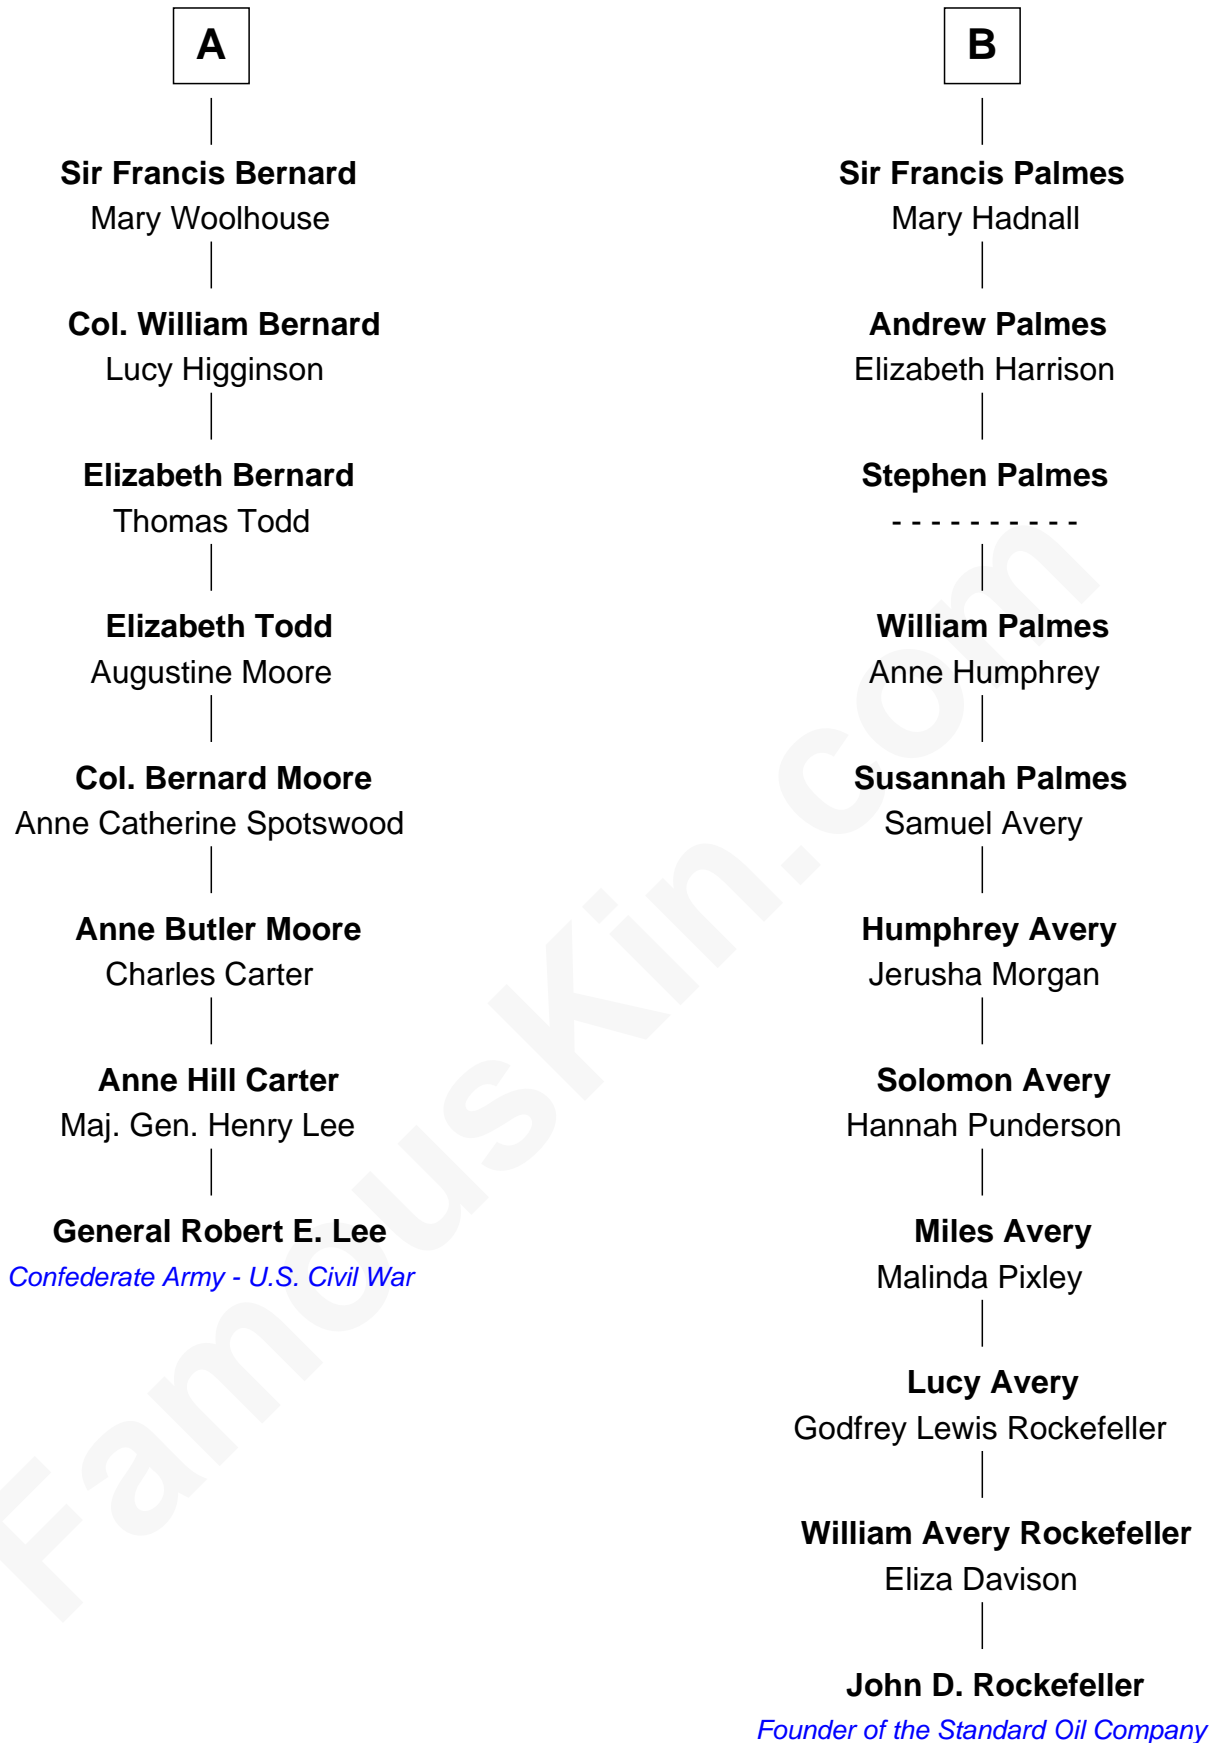 A
Sir Francis Bernard
Mary Woolhouse
Col. William Bernard
Lucy Higginson
Elizabeth Bernard
Thomas Todd
Elizabeth Todd
Augustine Moore
Col. Bernard Moore
Anne Catherine Spotswood
Anne Butler Moore
Charles Carter
Anne Hill Carter
Maj. Gen. Henry Lee
General Robert E. Lee
Confederate Army - U.S. Civil War
B
Sir Francis Palmes
Mary Hadnall
Andrew Palmes
Elizabeth Harrison
Stephen Palmes
- - - - - - - - - -
William Palmes
Anne Humphrey
Susannah Palmes
Samuel Avery
Humphrey Avery
Jerusha Morgan
Solomon Avery
Hannah Punderson
Miles Avery
Malinda Pixley
Lucy Avery
Godfrey Lewis Rockefeller
William Avery Rockefeller
Eliza Davison
John D. Rockefeller
Founder of the Standard Oil Company
FamousKin.com